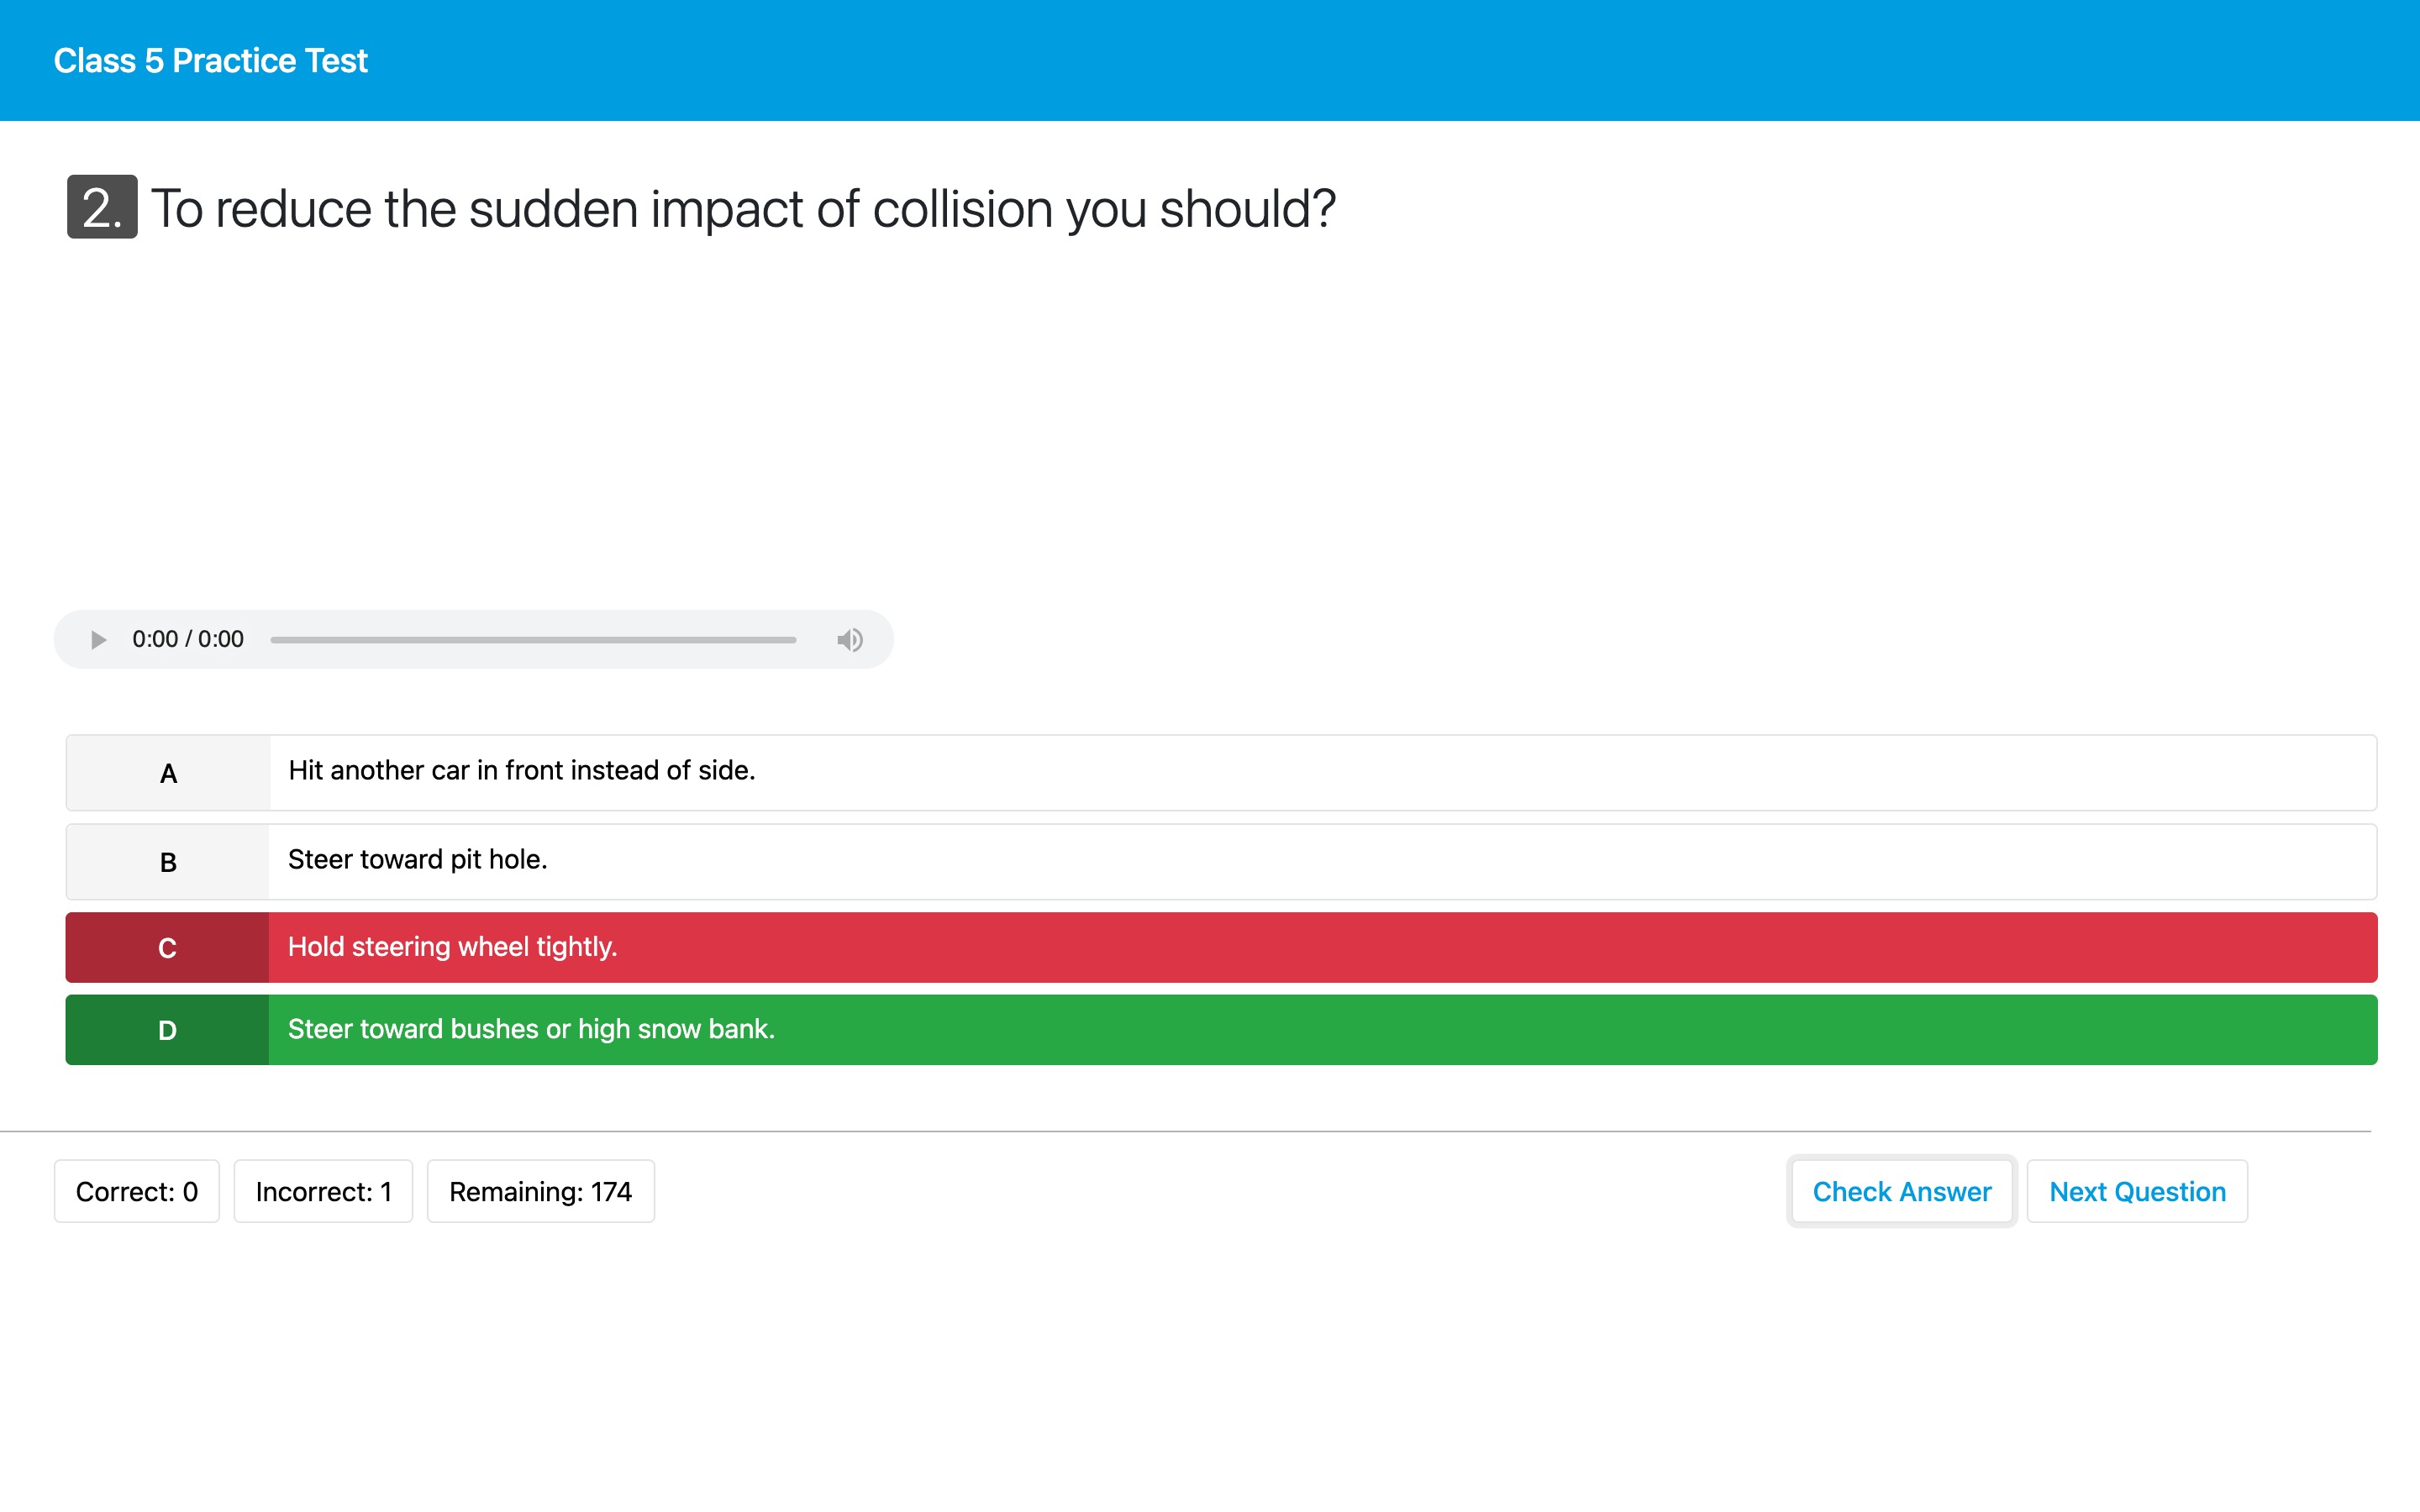 Class 5 Practice Test
2. To reduce the sudden impact of collision you should?
0:00 / 0:00
A Hit another car in front instead of side.
B Steer toward pit hole.
C Hold steering wheel tightly.
D Steer toward bushes or high snow bank.
Correct: 0 Incorrect: 1 Remaining: 174 Check Answer Next Question